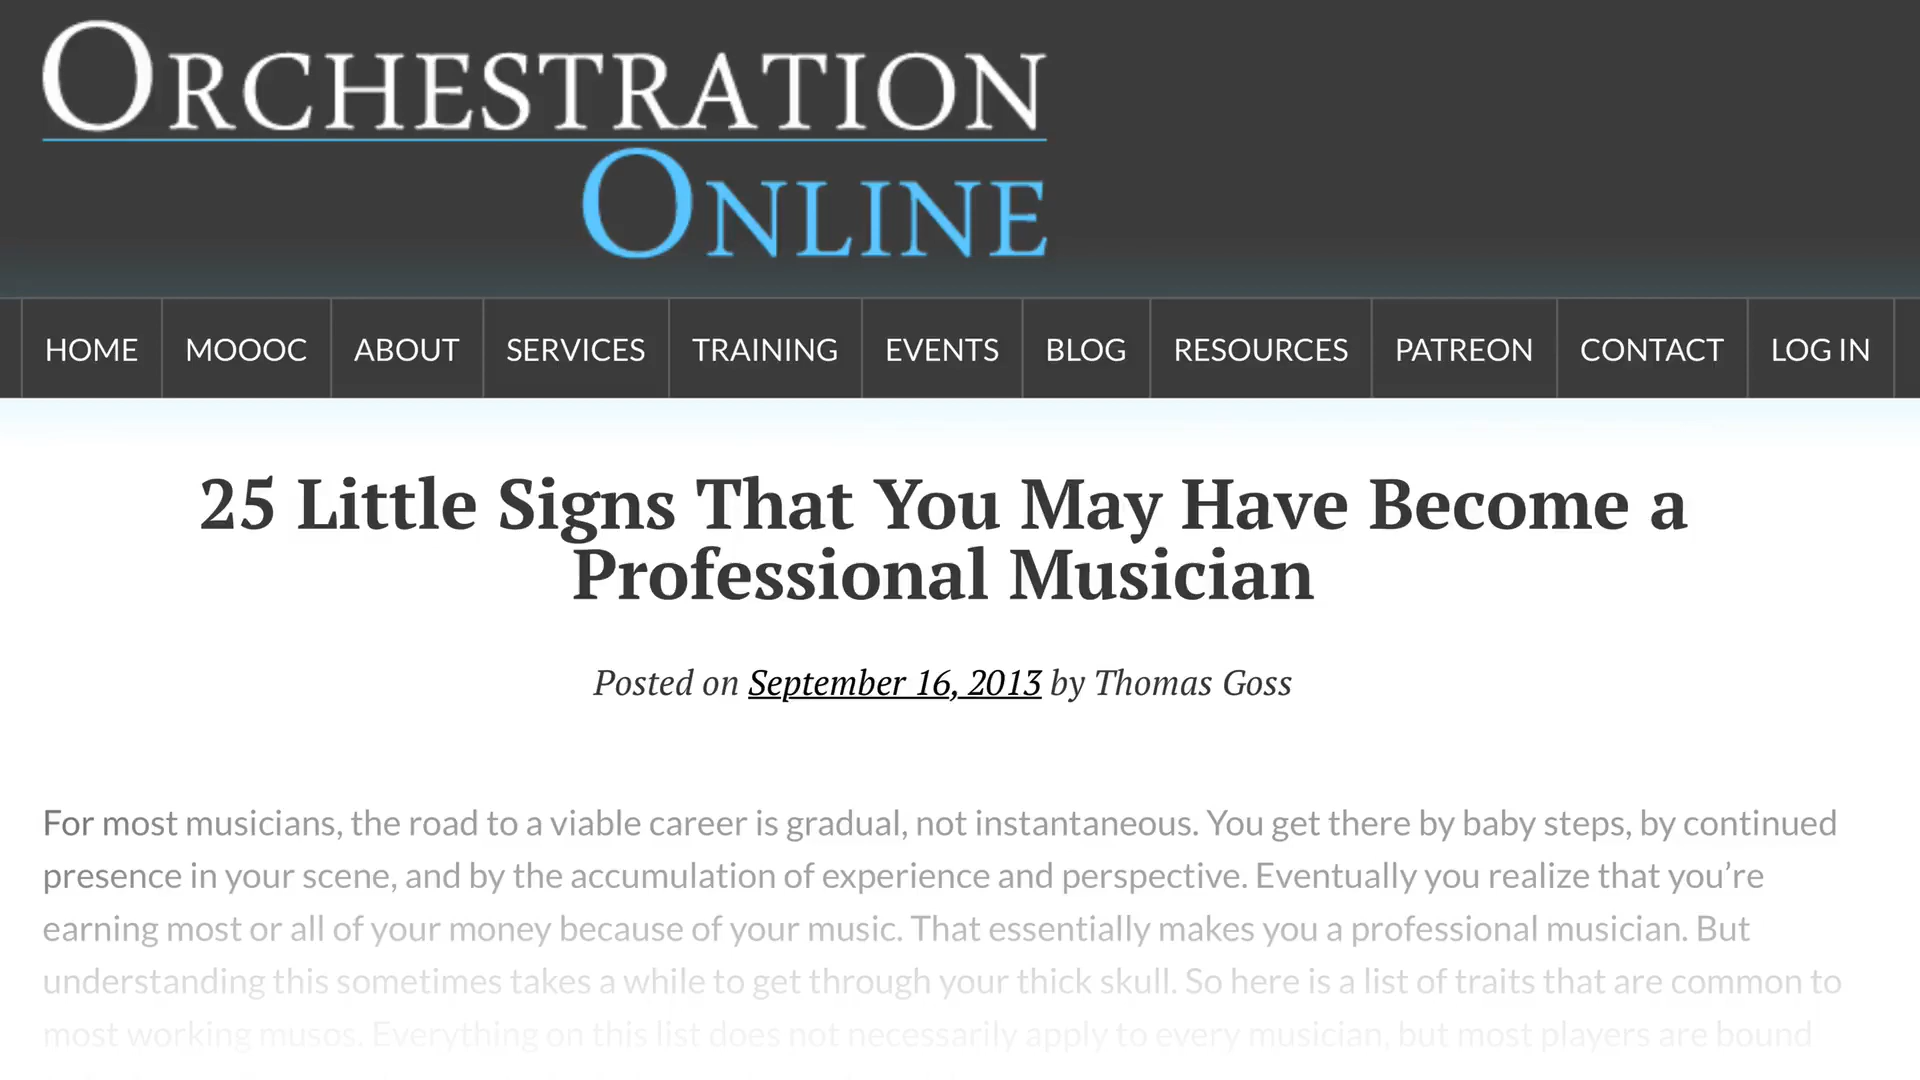 ORCHESTRATION
ONLINE
HOME MOOOC ABOUT SERVICES TRAINING EVENTS BLOG RESOURCES PATREON CONTACT LOG IN
25 Little Signs That You May Have Become a
Professional Musician
Posted on September 16, 2013 by Thomas Goss
For most musicians, the road to a viable career is gradual, not instantaneous. You get there by baby steps, by continued
presence in your scene, and by the accumulation of experience and perspective. Eventually you realize that you’re
earning most or all of your money because of your music. That essentially makes you a professional musician. But
understanding this sometimes takes a while to get through your thick skull. So here is a list of traits that are common to
most working musos. Everything on this list does not necessarily apply to every musician, but most players are bound